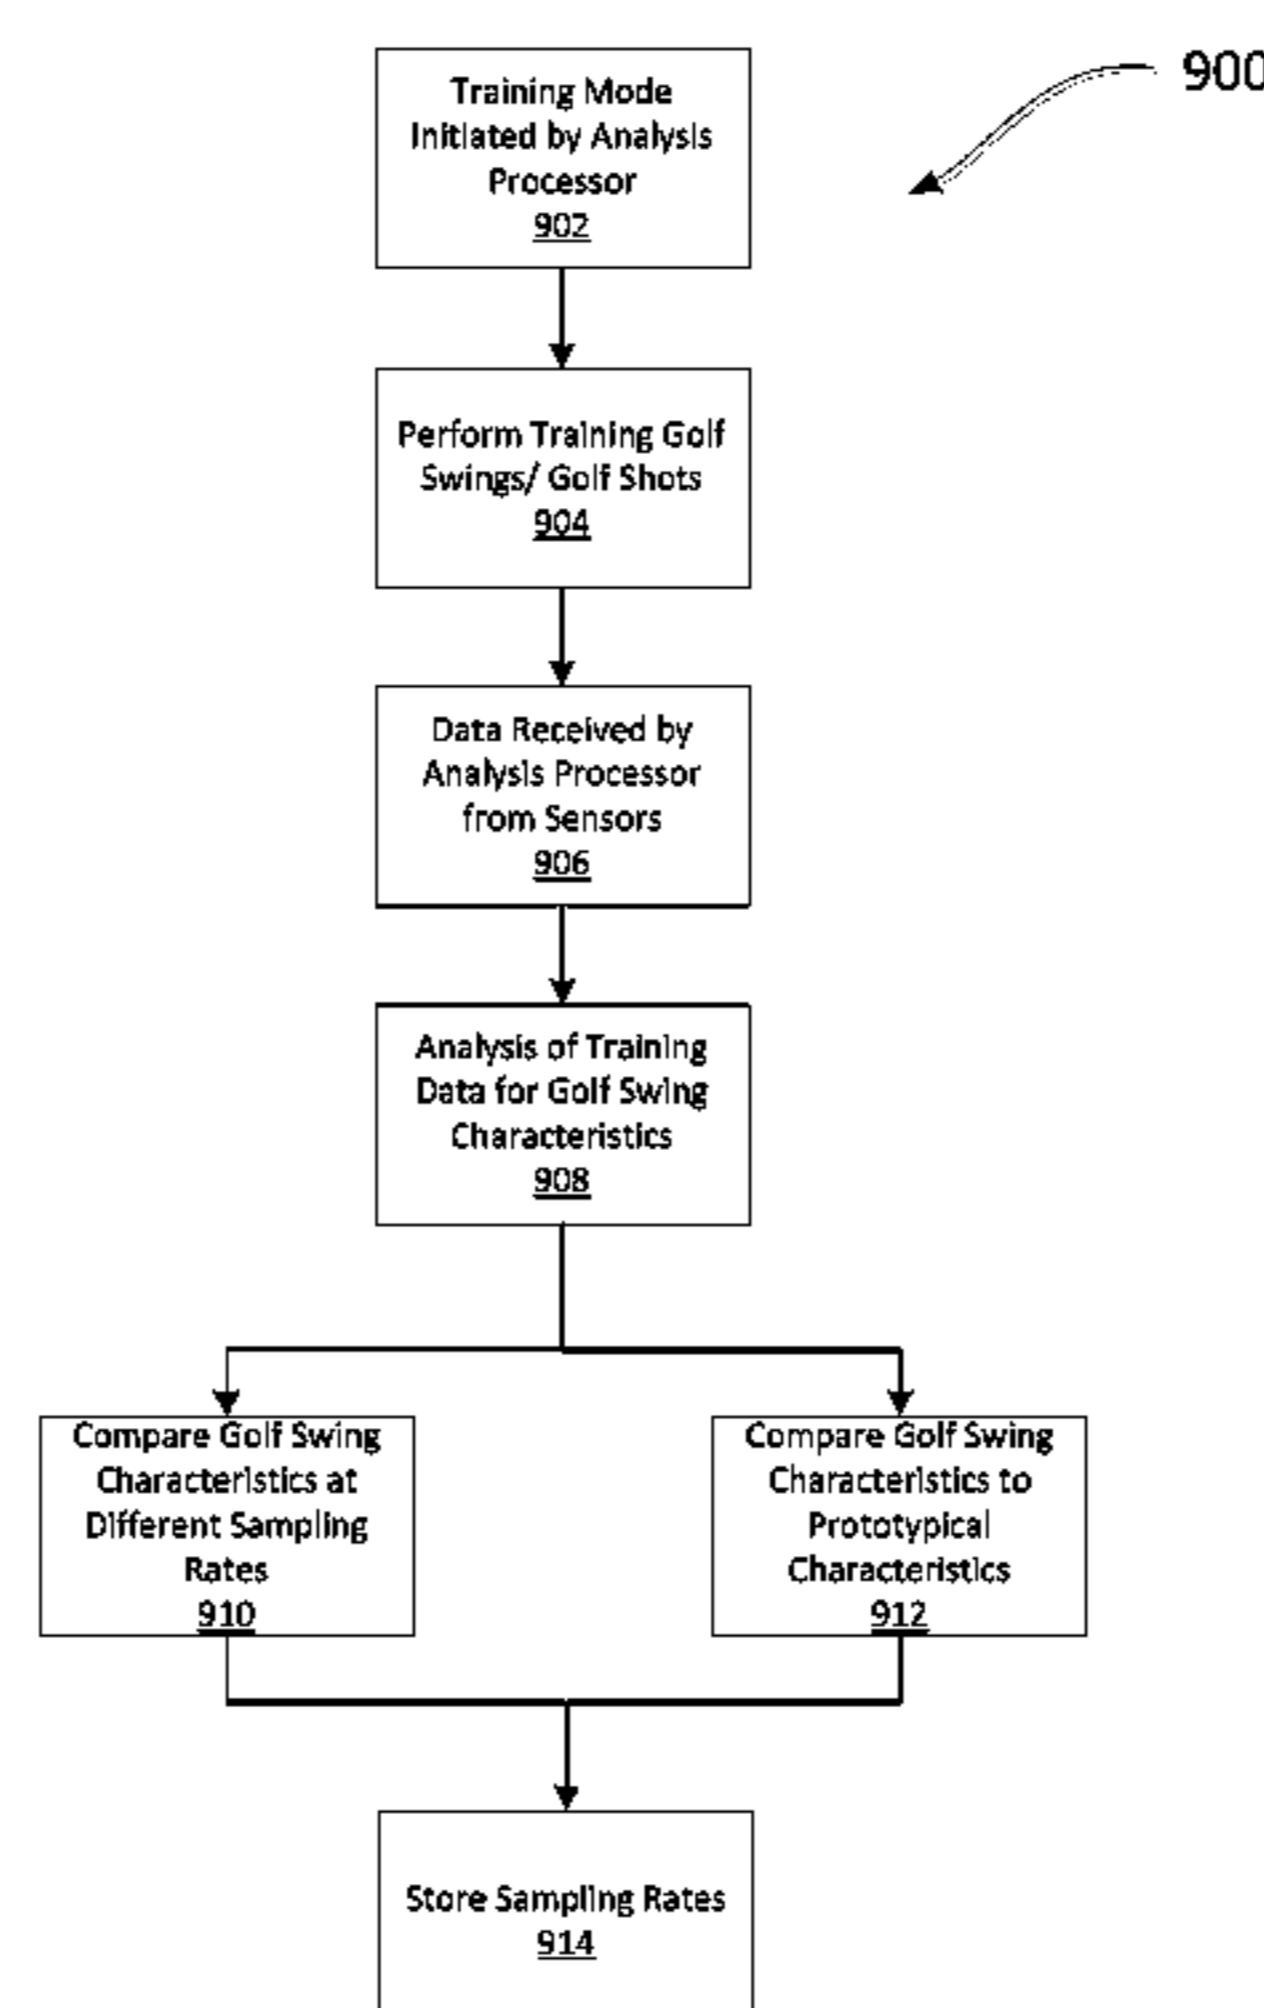 900
Training Mode
Initiated by Analysis
Processor
902
Perform Training Golf
Swings/ Golf Shots
904
Data Received by
Analysis Processor
from Sensors
906
Analysis of Training
Data for Golf Swing
Characteristics
908
Compare Golf Swing
Characteristics at
Different Sampling
Rates
910
Compare Golf Swing
Characteristics to
Prototypical
Characteristics
912
Store Sampling Rates
914